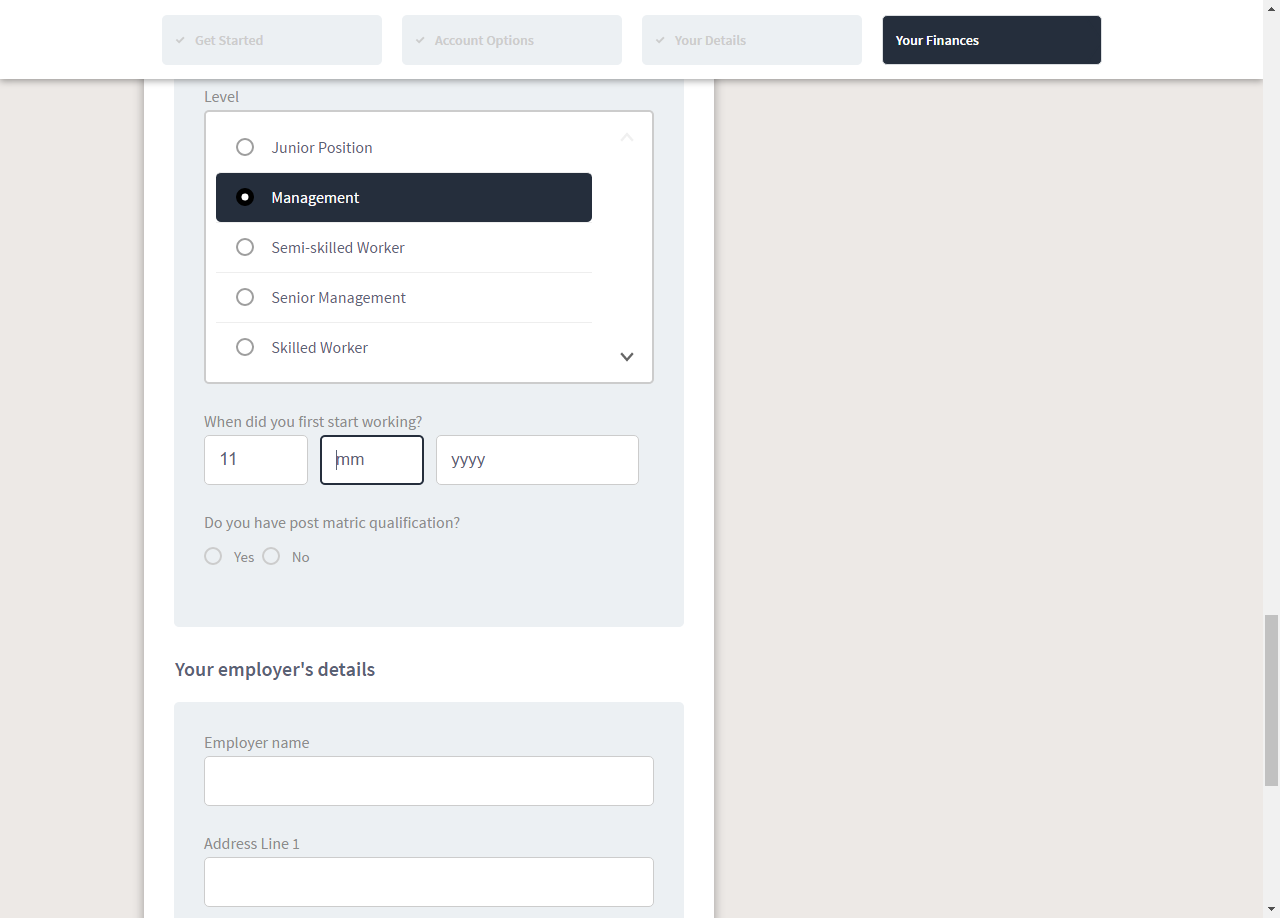 Get Started
Account Options
Your Details
Your Finances
Level
Junior Position
Management
Semi-skilled Worker
Senior Management
Skilled Worker
When did you first start working?
11 mm yyyy
Do you have post matric qualification?
Yes No
Your employer's details
Employer name
Address Line 1